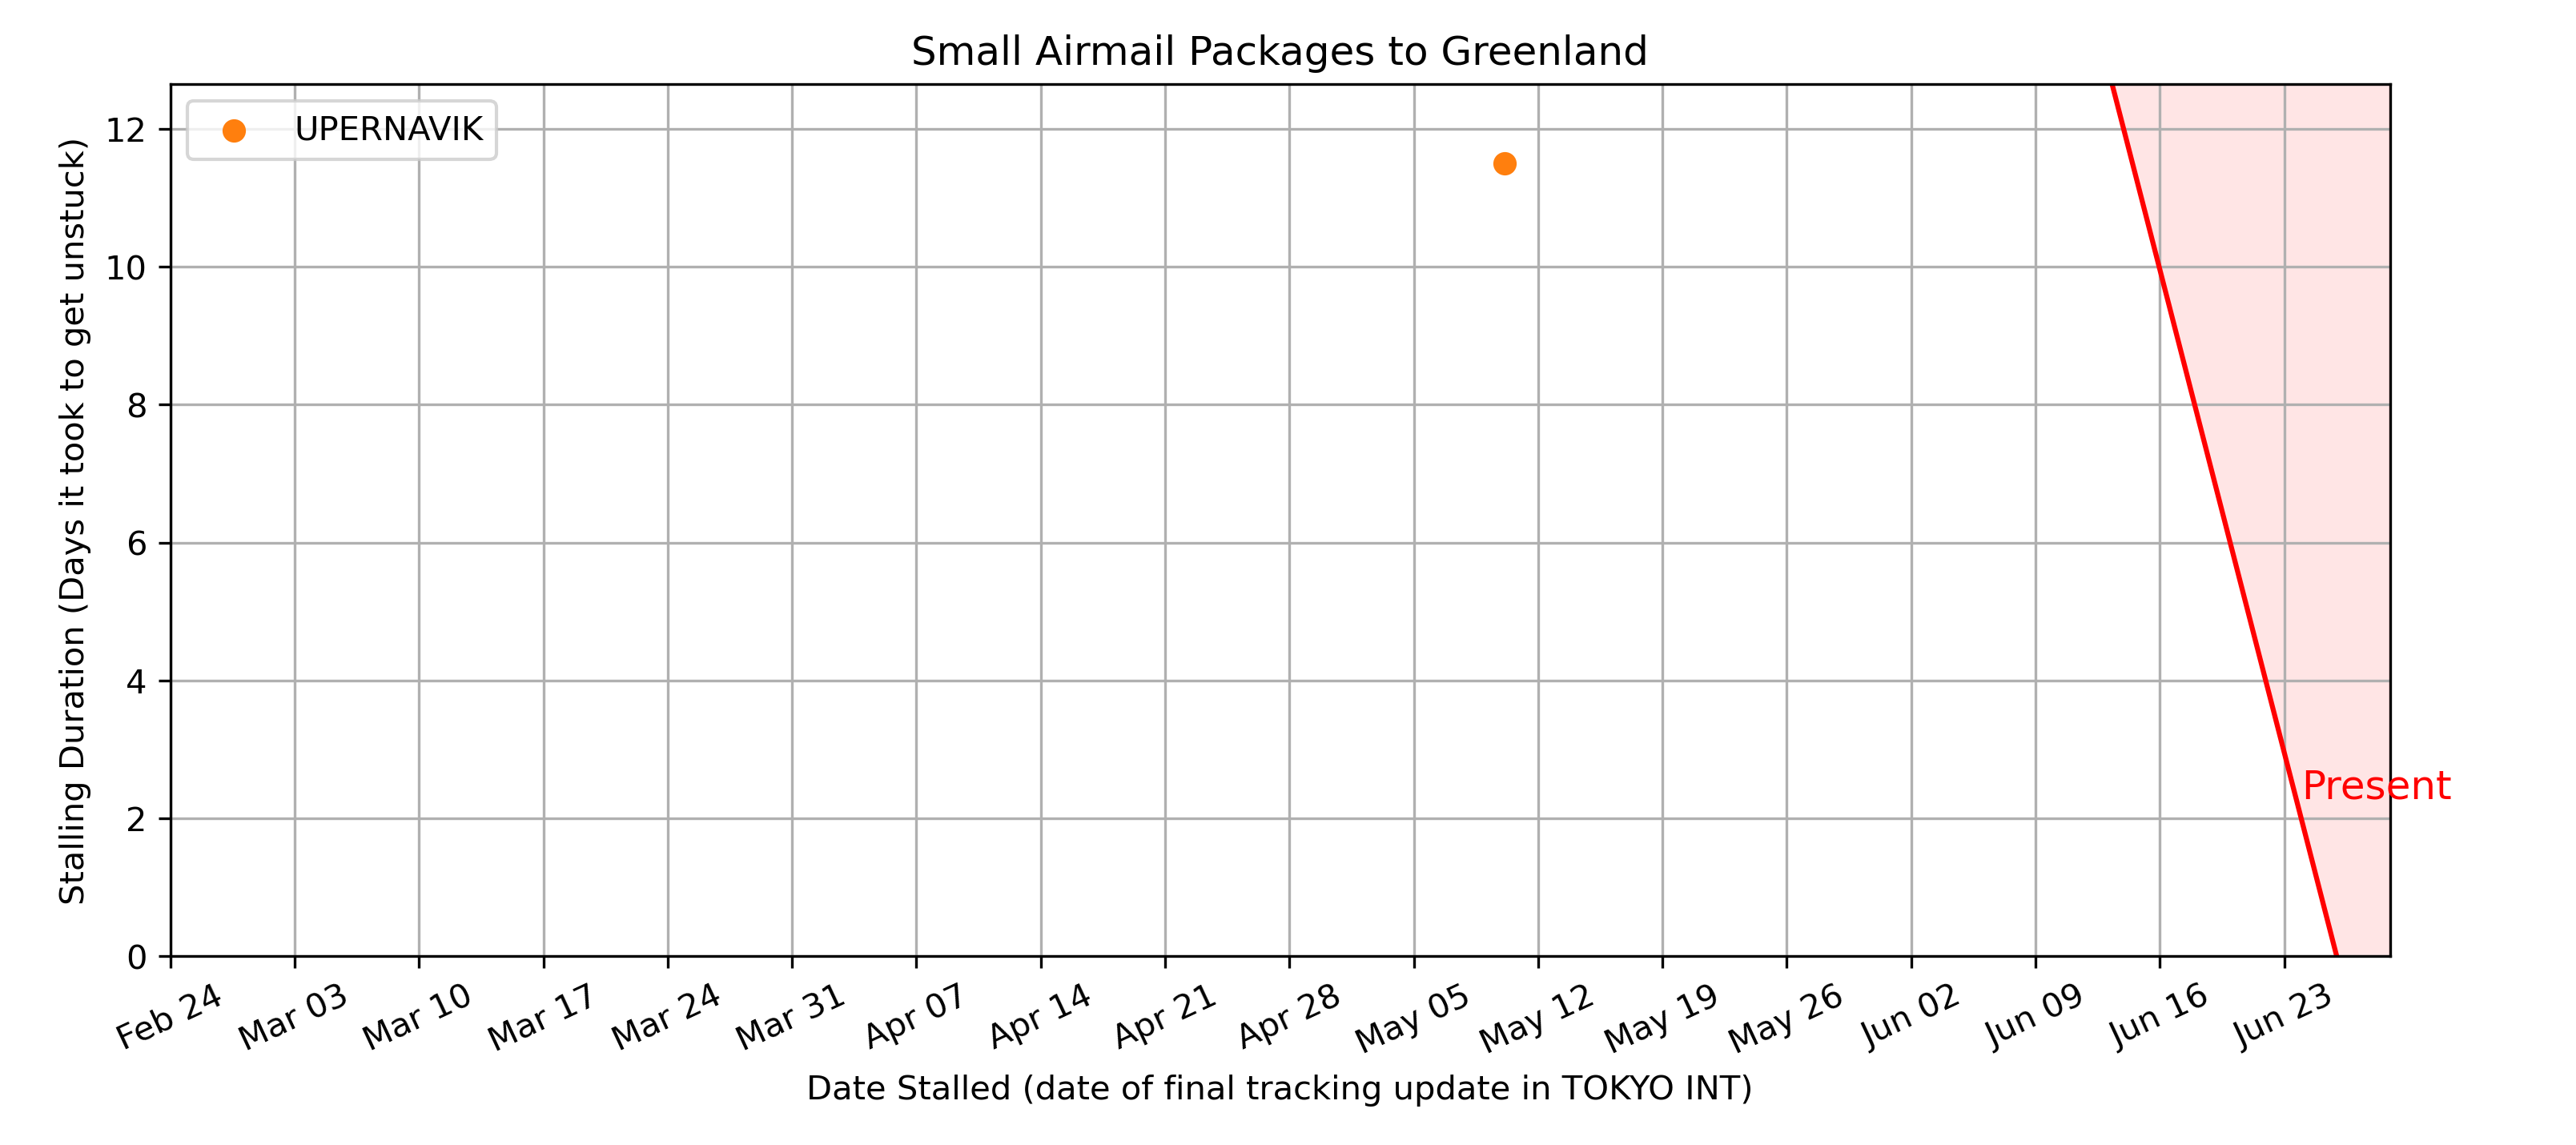 Small Airmail Packages to Greenland
UPERNAVIK
12
10
8
6
4
2
0
Stalling Duration (Days it took to get unstuck)
Present
Feb 24
Mar 03
Mar 10
Mar 17
Mar 24
Mar 31
Apr 07
Apr 14
Apr 21
Apr 28
May 05
May 12
May 19
May 26
Jun 02
Jun 09
Jun 16
Jun 23
Date Stalled (date of final tracking update in TOKYO INT)